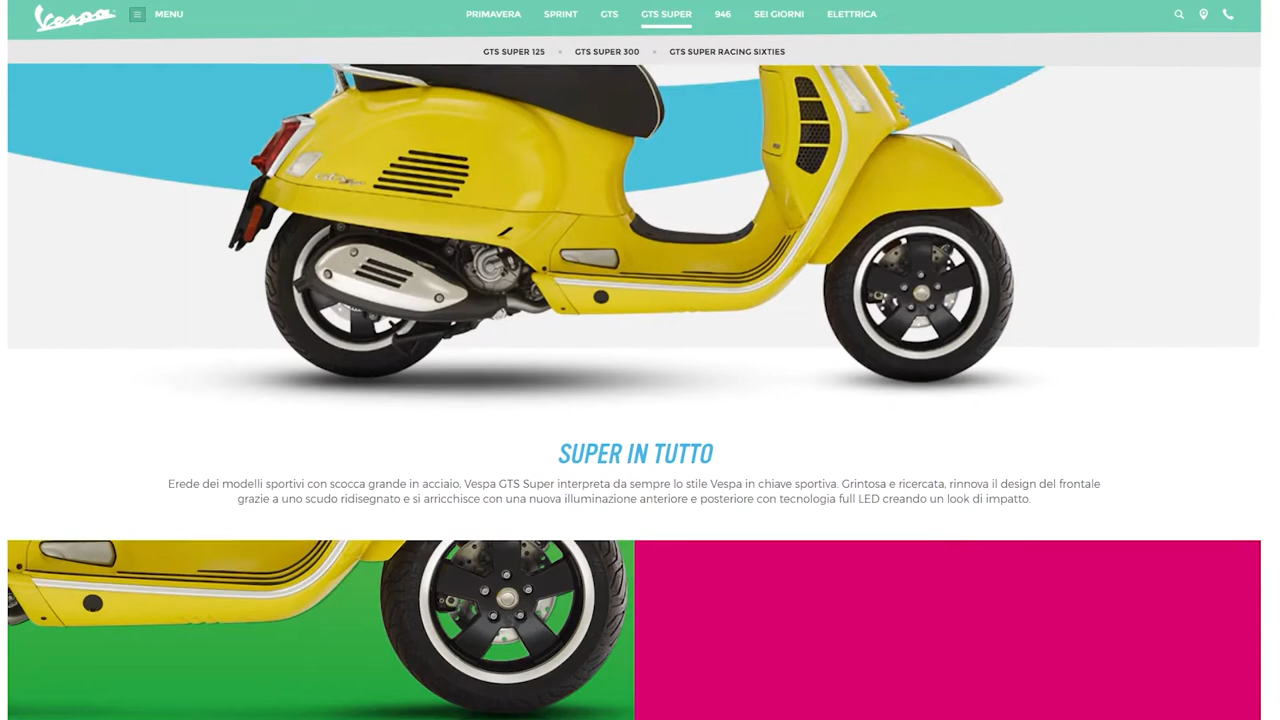 Vespa MENU PRIMAVERA SPRINT GTS GTS SUPER 946 SEI GIORNI ELETTRICA
GTS SUPER 125 GTS SUPER 300 GTS SUPER RACING SIXTIES
SUPER IN TUTTO
Erede dei modelli sportivi con scocca grande in acciaio, Vespa GTS Super interpreta da sempre lo stile Vespa in chiave sportiva. Grintosa e ricercata, rinnova il design del frontale
grazie a uno scudo ridisegnato e si arricchisce con una nuova illuminazione anteriore e posteriore con tecnologia full LED creando un look di impatto.